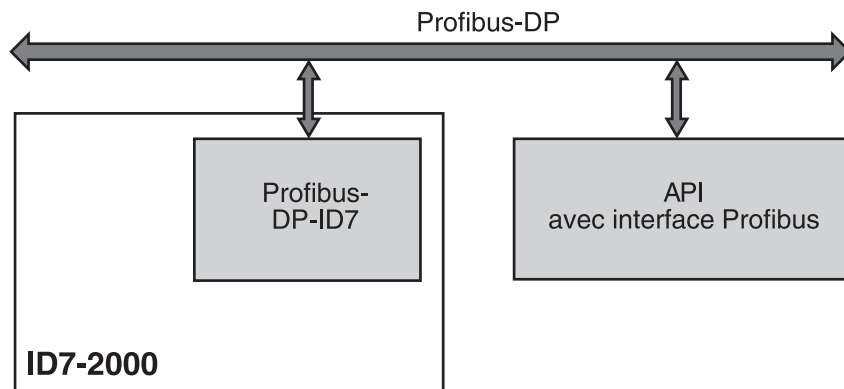 Profibus-DP
Profibus-
DP-ID7
API
avec interface Profibus
ID7-2000